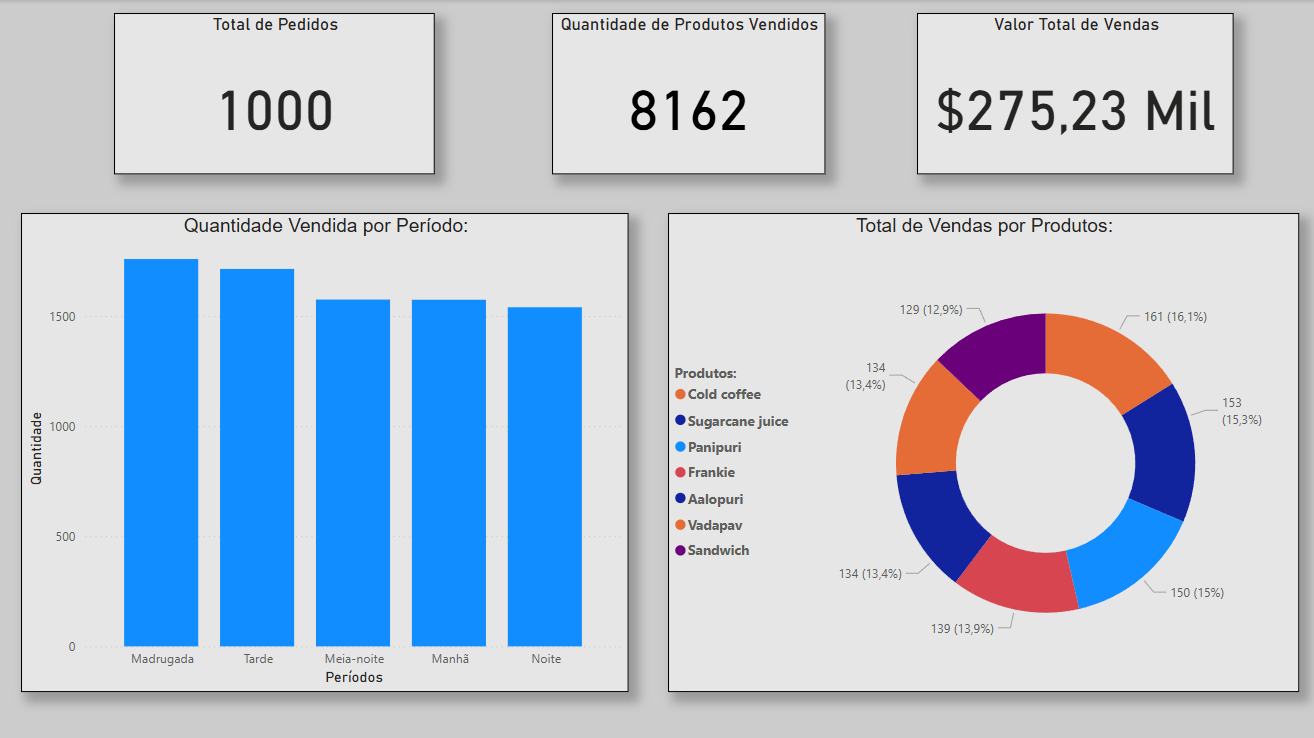 Total de Pedidos
1000
Quantidade de Produtos Vendidos
8162
Valor Total de Vendas
$275,23 Mil
Quantidade Vendida por Período:
Quantidade
1500
1000
500
0
Madrugada
Tarde
Meia-noite
Manhã
Noite
Períodos
Total de Vendas por Produtos:
Produtos:
Cold coffee
Sugarcane juice
Panipuri
Frankie
Aalopuri
Vadapav
Sandwich
161 (16,1%)
153
(15,3%)
150 (15%)
139 (13,9%)
134 (13,4%)
134
(13,4%)
129 (12,9%)